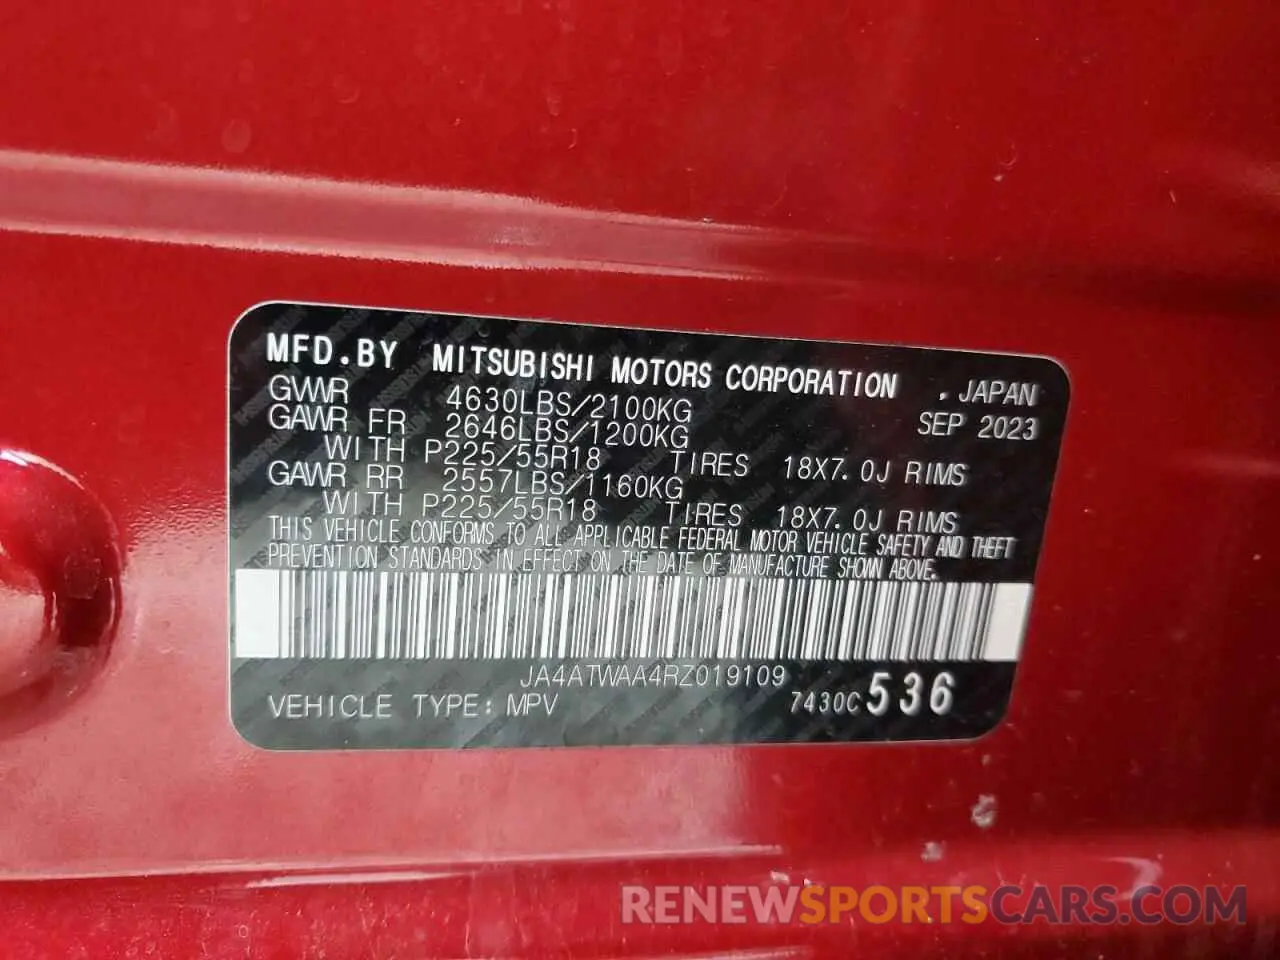 MFD.BY MITSUBISHI MOTORS CORPORATION , JAPAN
GVWR 4630LBS/2100KG SEP 2023
GAWR FR 2646LBS/1200KG
WITH P225/55R18 TIRES 18X7.0J RIMS
GAWR RR 2557LBS/1160KG
WITH P225/55R18 TIRES 18X7.0J RIMS
THIS VEHICLE CONFORMS TO ALL APPLICABLE FEDERAL MOTOR VEHICLE SAFETY AND THEFT
PREVENTION STANDARDS IN EFFECT ON THE DATE OF MANUFACTURE SHOWN ABOVE.
JA4ATWAA4RZ019109
VEHICLE TYPE: MPV 7430C 536
RENEWSPORTSCARS.COM